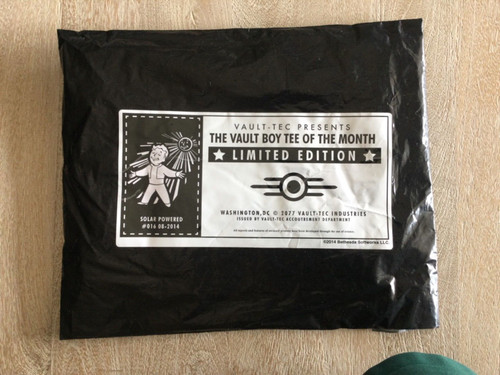 VAULT-TEC PRESENTS
THE VAULT BOY TEE OF THE MONTH
LIMITED EDITION
WASHINGTON, DC © 2077 VAULT-TEC INDUSTRIES
ISSUED BY VAULT-TEC ACCOUTREMENT DEPARTMENT
©2014 Bethesda Softworks LLC.
SOLAR POWERED
#016 08-2014